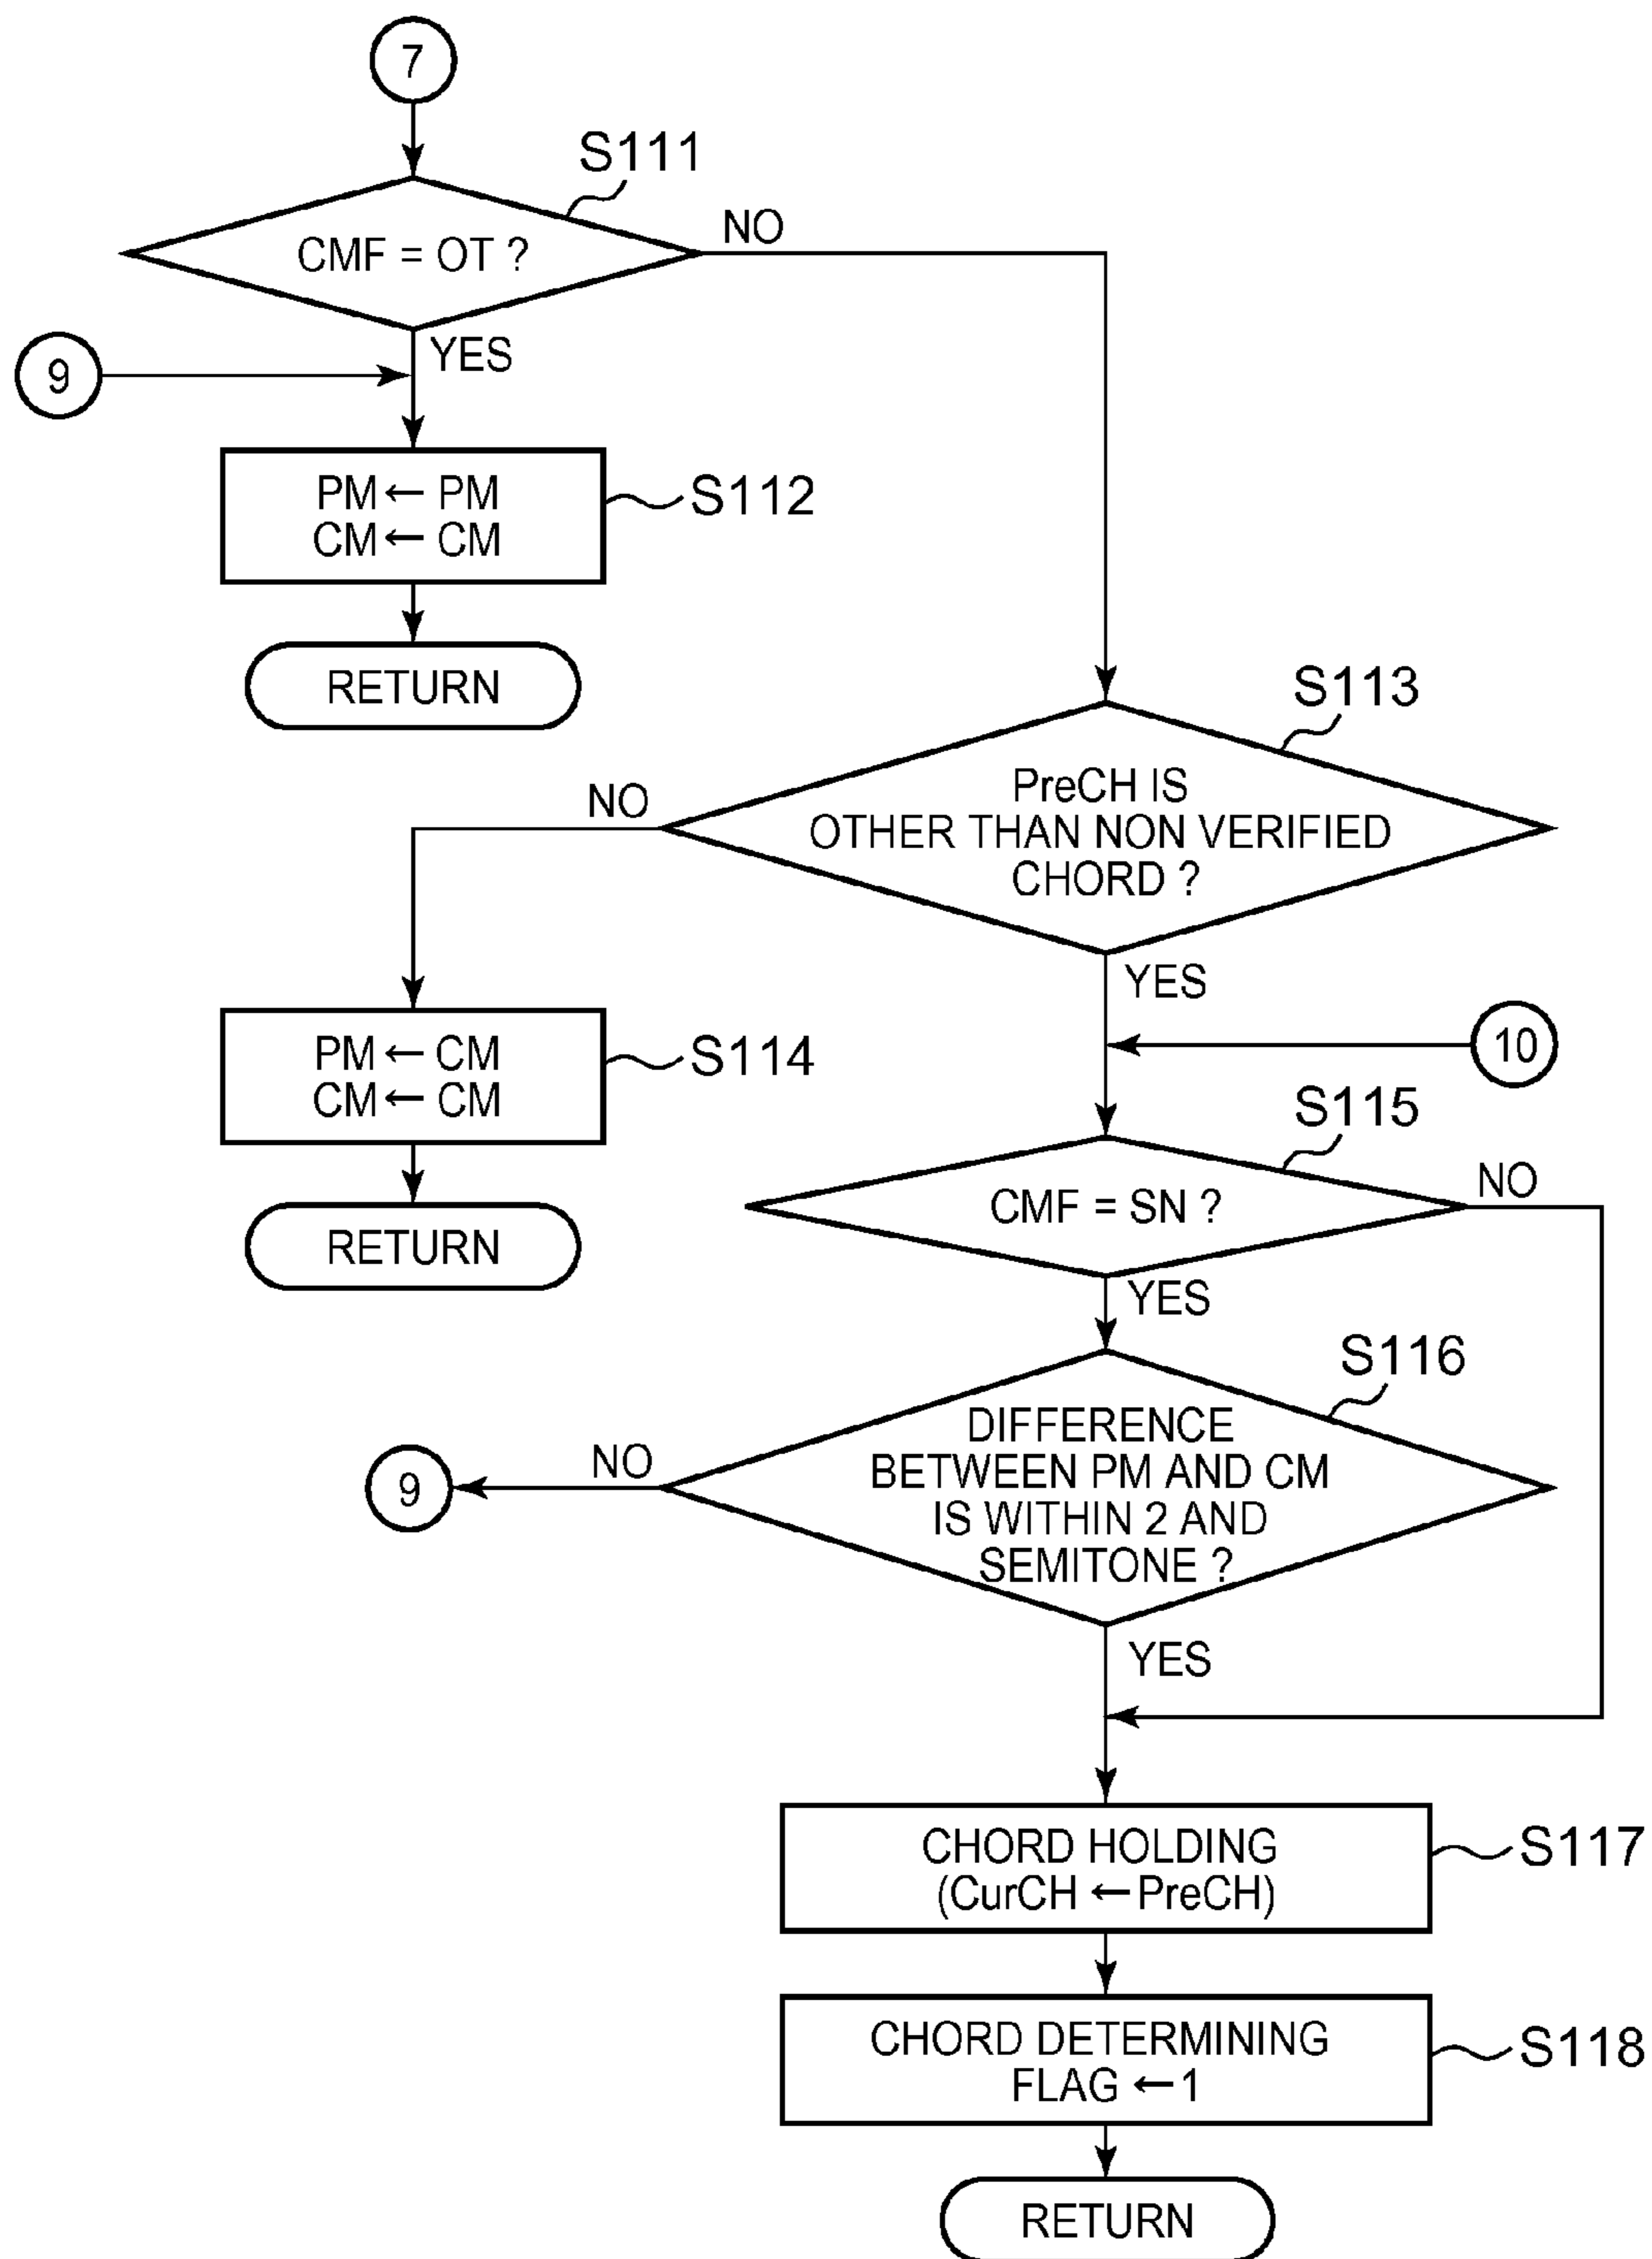 7
S111
CMF = OT ?
NO
YES
9
PM ← PM
CM ← CM
S112
RETURN
S113
PreCH IS
OTHER THAN NON VERIFIED
CHORD ?
NO
YES
PM ← CM
CM ← CM
S114
10
RETURN
S115
CMF = SN ?
NO
YES
S116
DIFFERENCE
BETWEEN PM AND CM
IS WITHIN 2 AND
SEMITONE ?
NO
9
YES
CHORD HOLDING
(CurCH ← PreCH)
S117
CHORD DETERMINING
FLAG ← 1
S118
RETURN